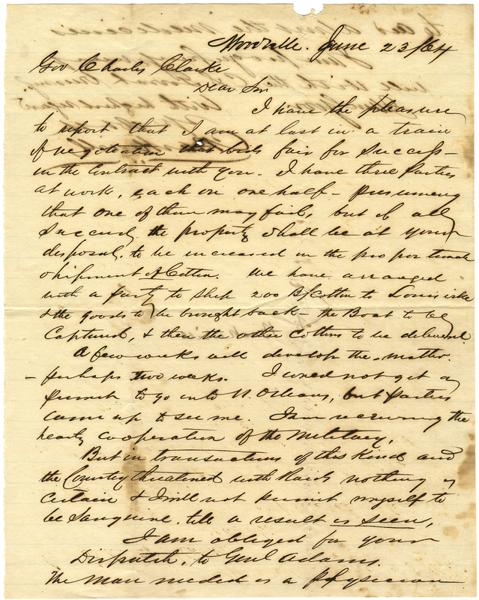 Woodville. June 23/64
Gov Charles Clarke
Dear Sir
I have the pleasure
to report that I am at last in a train
of negotiation that bids fair for success
in the Contract with you. I have three Parties
at work, each on one half - Presuming
that one of them may fail, but if all
succeed, the property shall be at your
disposal, to be increased in the proportional
shipment of Cotton. We have arranged
with a party to ship 200 B/Cotton to
& the goods to be brought back - the Boat to be
Captured, & then the other Cotton to be delivered
A few weeks will develop the matter.
- perhaps two weeks. I could not get a
permit to go into N. Orleans, but parties
came up to see me. I am receiving the
hearty co-operation of the Military,
But in transactions of this Kind and
the Country threatened with Raids nothing is
certain & I will not permit myself to
be sanguine till a result is seen,
I am obliged for your
Dispatch, to Genl Adams.
The man needed is a Physician